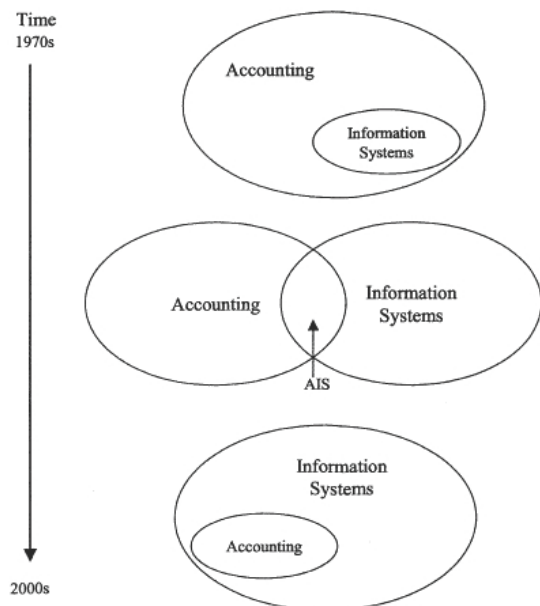 Time
1970s
Accounting
Information
Systems
Accounting
Information
Systems
AIS
Information
Systems
Accounting
2000s